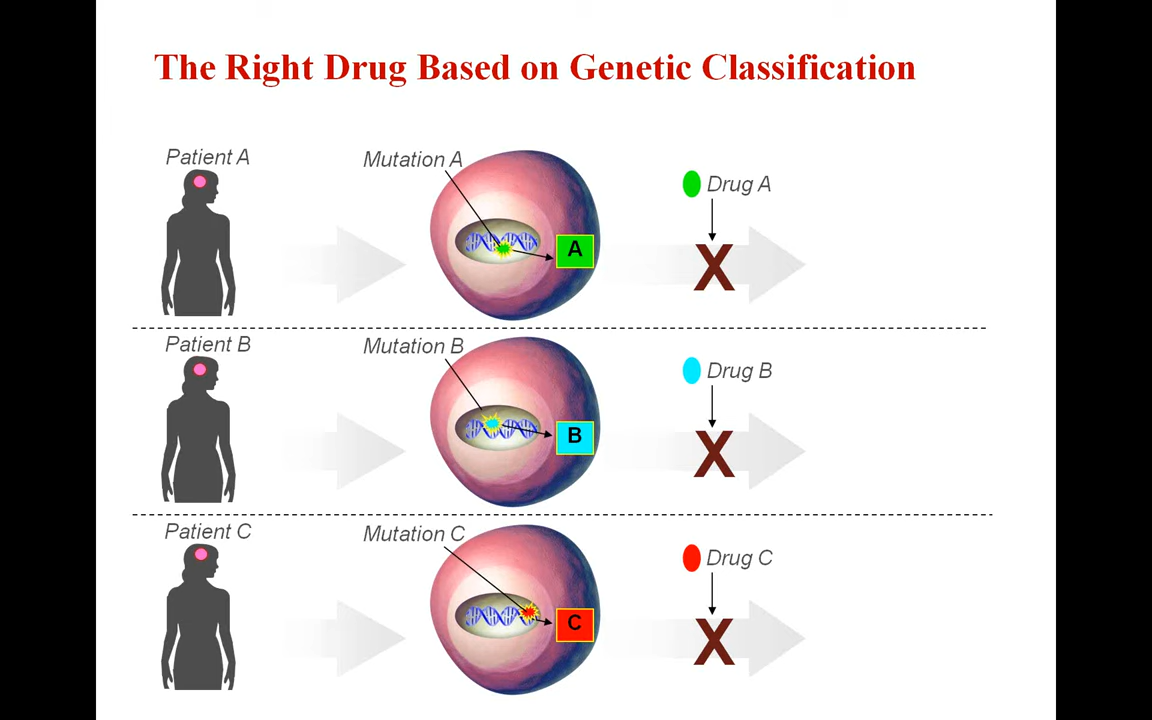 The Right Drug Based on Genetic Classification
Patient A
Mutation A
A
Drug A
X
Patient B
Mutation B
B
Drug B
X
Patient C
Mutation C
C
Drug C
X